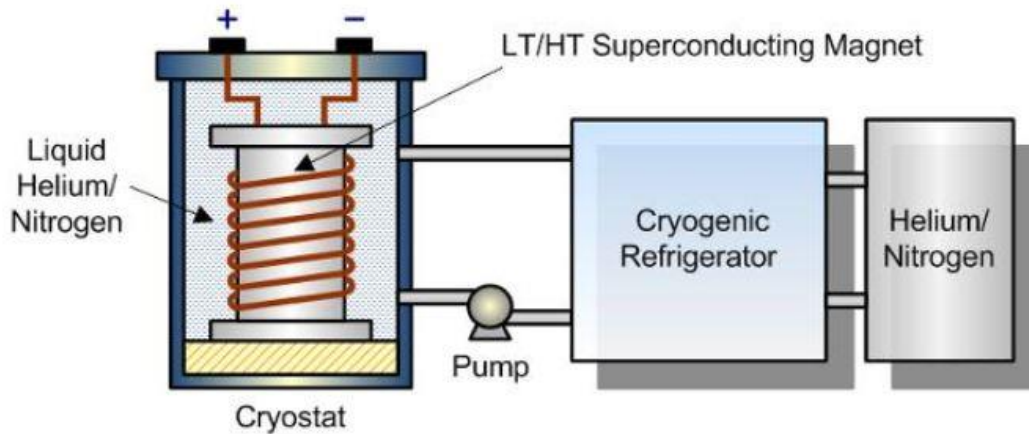 + −
LT/HT Superconducting Magnet
Liquid
Helium/
Nitrogen
Cryogenic
Refrigerator
Helium/
Nitrogen
Pump
Cryostat